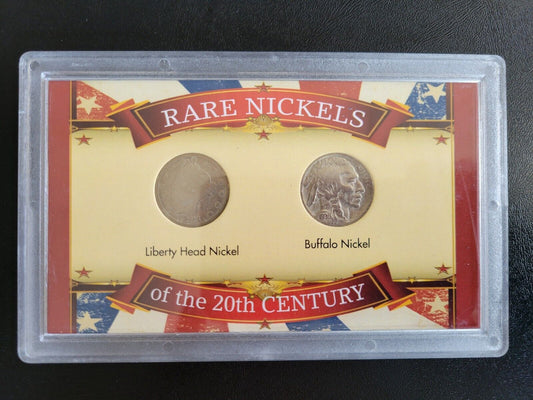 RARE NICKELS
Liberty Head Nickel
Buffalo Nickel
of the 20th CENTURY